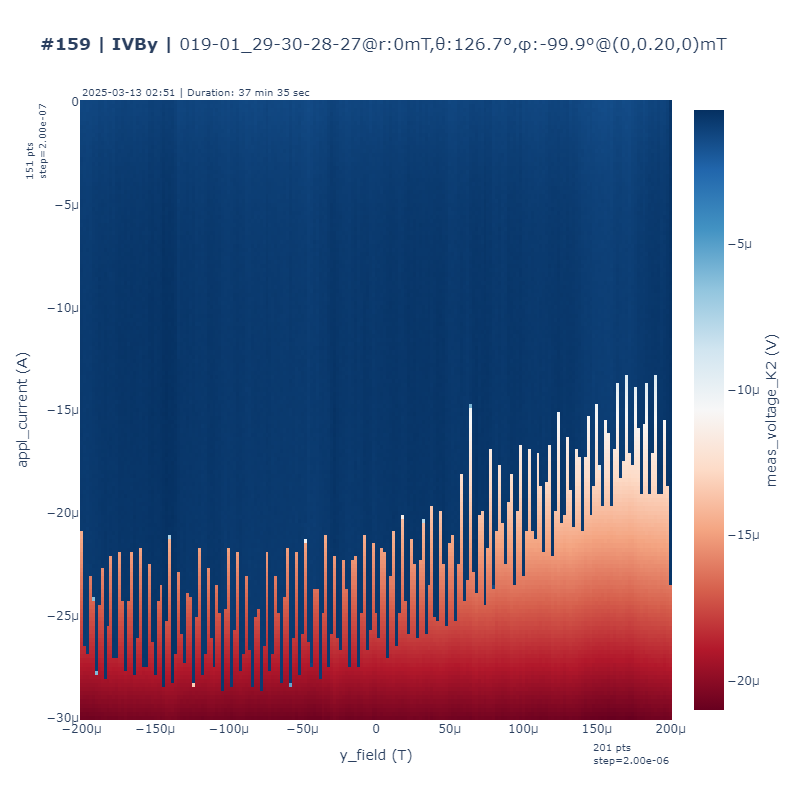 #159 | IVBy | 019-01_29-30-28-27@r:0mT,θ:126.7°,φ:-99.9°@(0,0.20,0)mT
2025-03-13 02:51 | Duration: 37 min 35 sec
151 pts
step=2.00e-07
appl_current (A)
0
−5μ
−10μ
−15μ
−20μ
−25μ
−30μ
−200μ
−150μ
−100μ
−50μ
0
50μ
100μ
150μ
200μ
y_field (T)
201 pts
step=2.00e-06
−5μ
−10μ
−15μ
−20μ
meas_voltage_K2 (V)